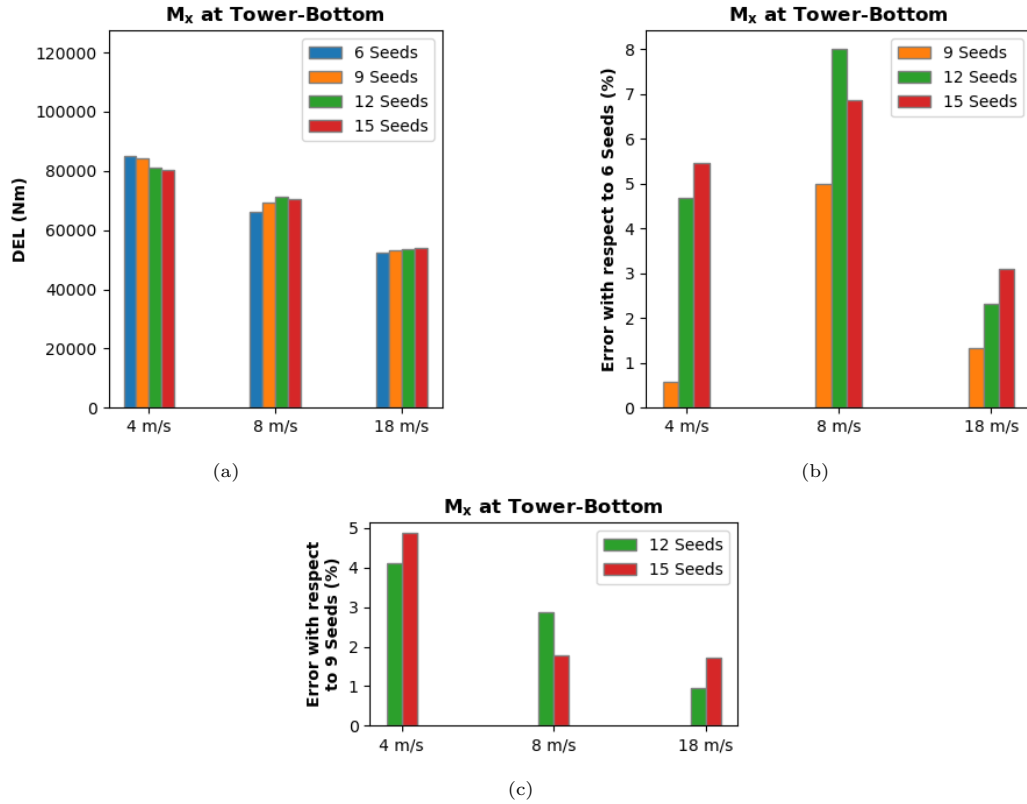 Mx at Tower-Bottom
120000
100000
80000
60000
40000
20000
0
DEL (Nm)
6 Seeds
9 Seeds
12 Seeds
15 Seeds
4 m/s
8 m/s
18 m/s
(a)
Mx at Tower-Bottom
8
7
6
5
4
3
2
1
0
Error with respect to 6 Seeds (%)
9 Seeds
12 Seeds
15 Seeds
4 m/s
8 m/s
18 m/s
(b)
Mx at Tower-Bottom
5
4
3
2
1
0
Error with respect
to 9 Seeds (%)
12 Seeds
15 Seeds
4 m/s
8 m/s
18 m/s
(c)